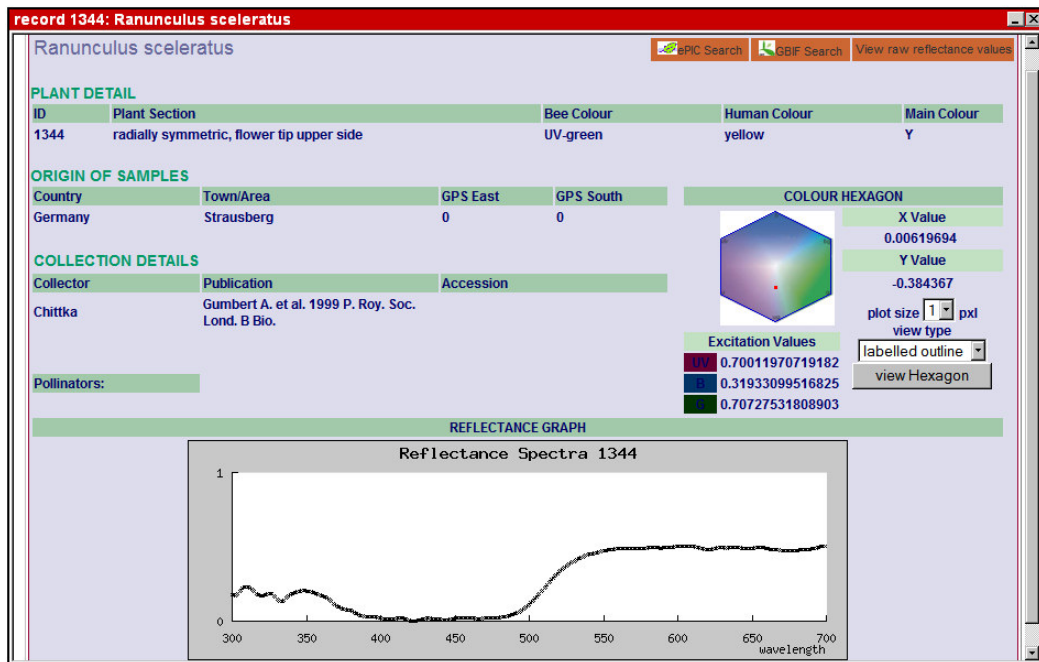 record 1344: Ranunculus sceleratus
Ranunculus sceleratus
ePIC Search
GBIF Search
View raw reflectance values
PLANT DETAIL
ID Plant Section Bee Colour Human Colour Main Colour
1344 radially symmetric, flower tip upper side UV-green yellow Y
ORIGIN OF SAMPLES
Country Town/Area GPS East GPS South
Germany Strausberg 0 0
COLLECTION DETAILS
Collector Publication Accession
Chittka Gumbert A. et al. 1999 P. Roy. Soc.
Lond. B Bio.
Pollinators:
COLOUR HEXAGON
X Value
0.00619694
Y Value
-0.384367
plot size 1 pxl
view type
labelled outline
view Hexagon
Excitation Values
UV 0.70011970719182
B 0.31933099516825
G 0.70727531808903
REFLECTANCE GRAPH
Reflectance Spectra 1344
1
0
300 350 400 450 500 550 600 650 700
wavelength